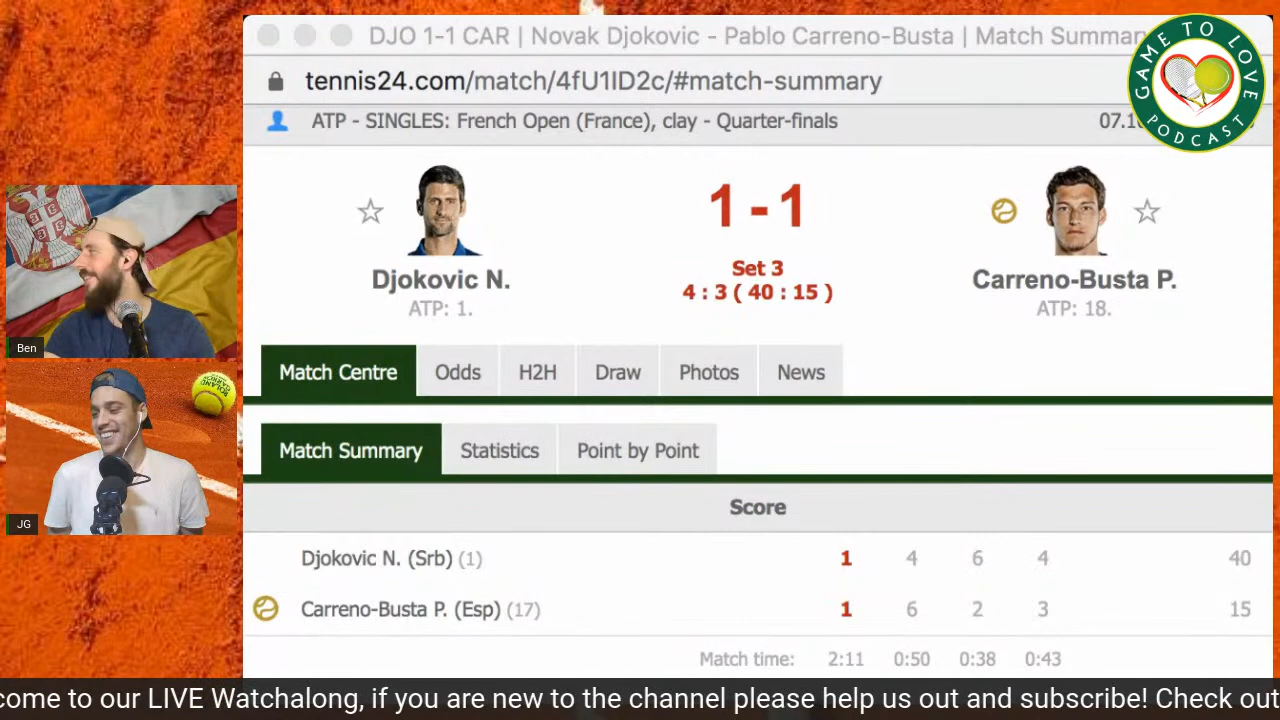 DJO 1-1 CAR | Novak Djokovic - Pablo Carreno-Busta | Match Summary
GAME TO LOVE
PODCAST
tennis24.com/match/4fU1ID2c/#match-summary
ATP - SINGLES: French Open (France), clay - Quarter-finals
1 - 1
Set 3
4 : 3 ( 40 : 15 )
Djokovic N.
ATP: 1.
Carreno-Busta P.
ATP: 18.
Ben
ROLAND
GARROS
JG
Match Centre Odds H2H Draw Photos News
Match Summary Statistics Point by Point
Score
Djokovic N. (Srb) (1) 1 4 6 4 40
Carreno-Busta P. (Esp) (17) 1 6 2 3 15
Match time: 2:11 0:50 0:38 0:43
come to our LIVE Watchalong, if you are new to the channel please help us out and subscribe! Check out